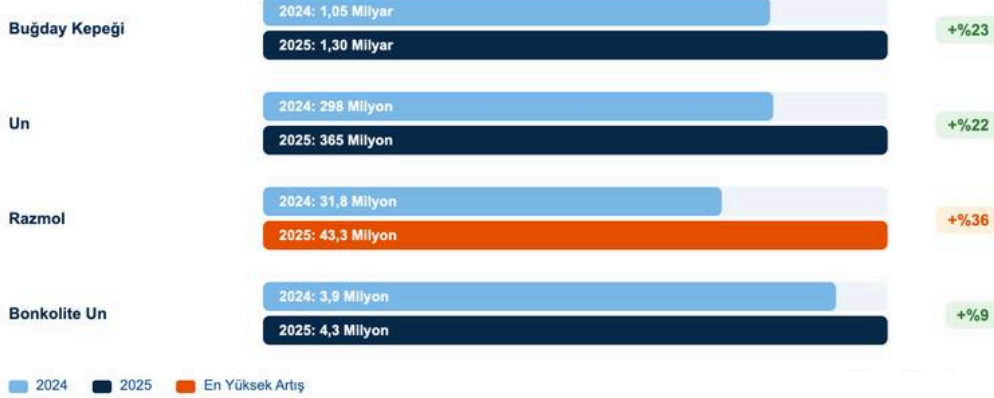 2024: 1,05 Milyar
Buğday Kepeği
2025: 1,30 Milyar
+%23
2024: 298 Milyon
Un
2025: 365 Milyon
+%22
2024: 31,8 Milyon
Razmol
2025: 43,3 Milyon
+%36
2024: 3,9 Milyon
Bonkolite Un
2025: 4,3 Milyon
+%9
2024 2025 En Yüksek Artış